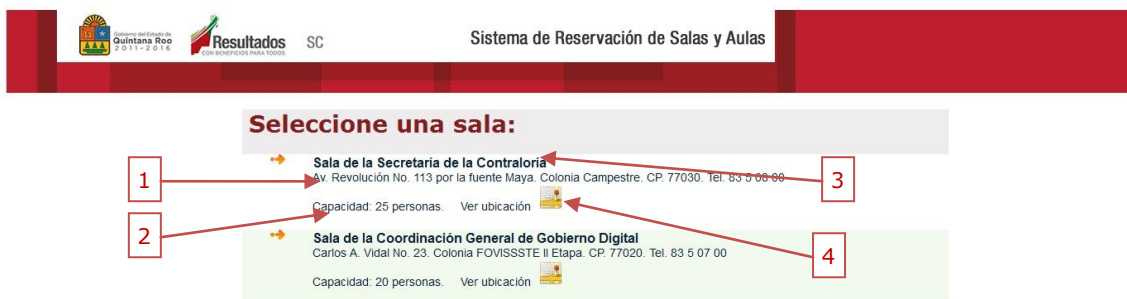 Gobierno del Estado de
Quintana Roo
2011-2016
Resultados
CON BENEFICIOS PARA TODOS
SC
Sistema de Reservación de Salas y Aulas
Seleccione una sala:
Sala de la Secretaria de la Contraloria
1
Av. Revolución No. 113 por la fuente Maya. Colonia Campestre. CP. 77030. Tel. 83 5 08 00
3
Capacidad: 25 personas. Ver ubicación
2
Sala de la Coordinación General de Gobierno Digital
Carlos A. Vidal No. 23. Colonia FOVISSSTE II Etapa. CP. 77020. Tel. 83 5 07 00
4
Capacidad: 20 personas. Ver ubicación